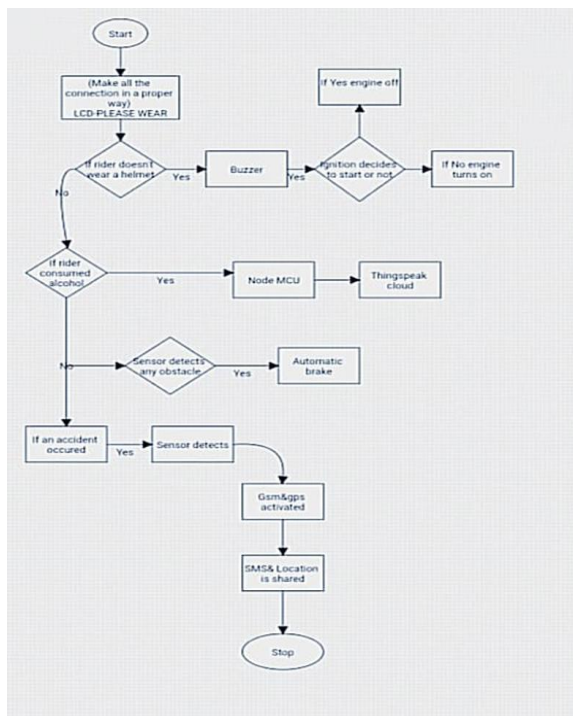 Start
(Make all the
connection in a proper
way)
LCD-PLEASE WEAR
If Yes engine off
If rider doesn't
wear a helmet
Yes
Buzzer
Yes
Ignition decides
to start or not
If No engine
turns on
No
If rider
consumed
alcohol
Yes
Node MCU
Thingspeak
cloud
No
Sensor detects
any obstacle
Yes
Automatic
brake
If an accident
occured
Yes
Sensor detects
Gsm&gps
activated
SMS& Location
is shared
Stop